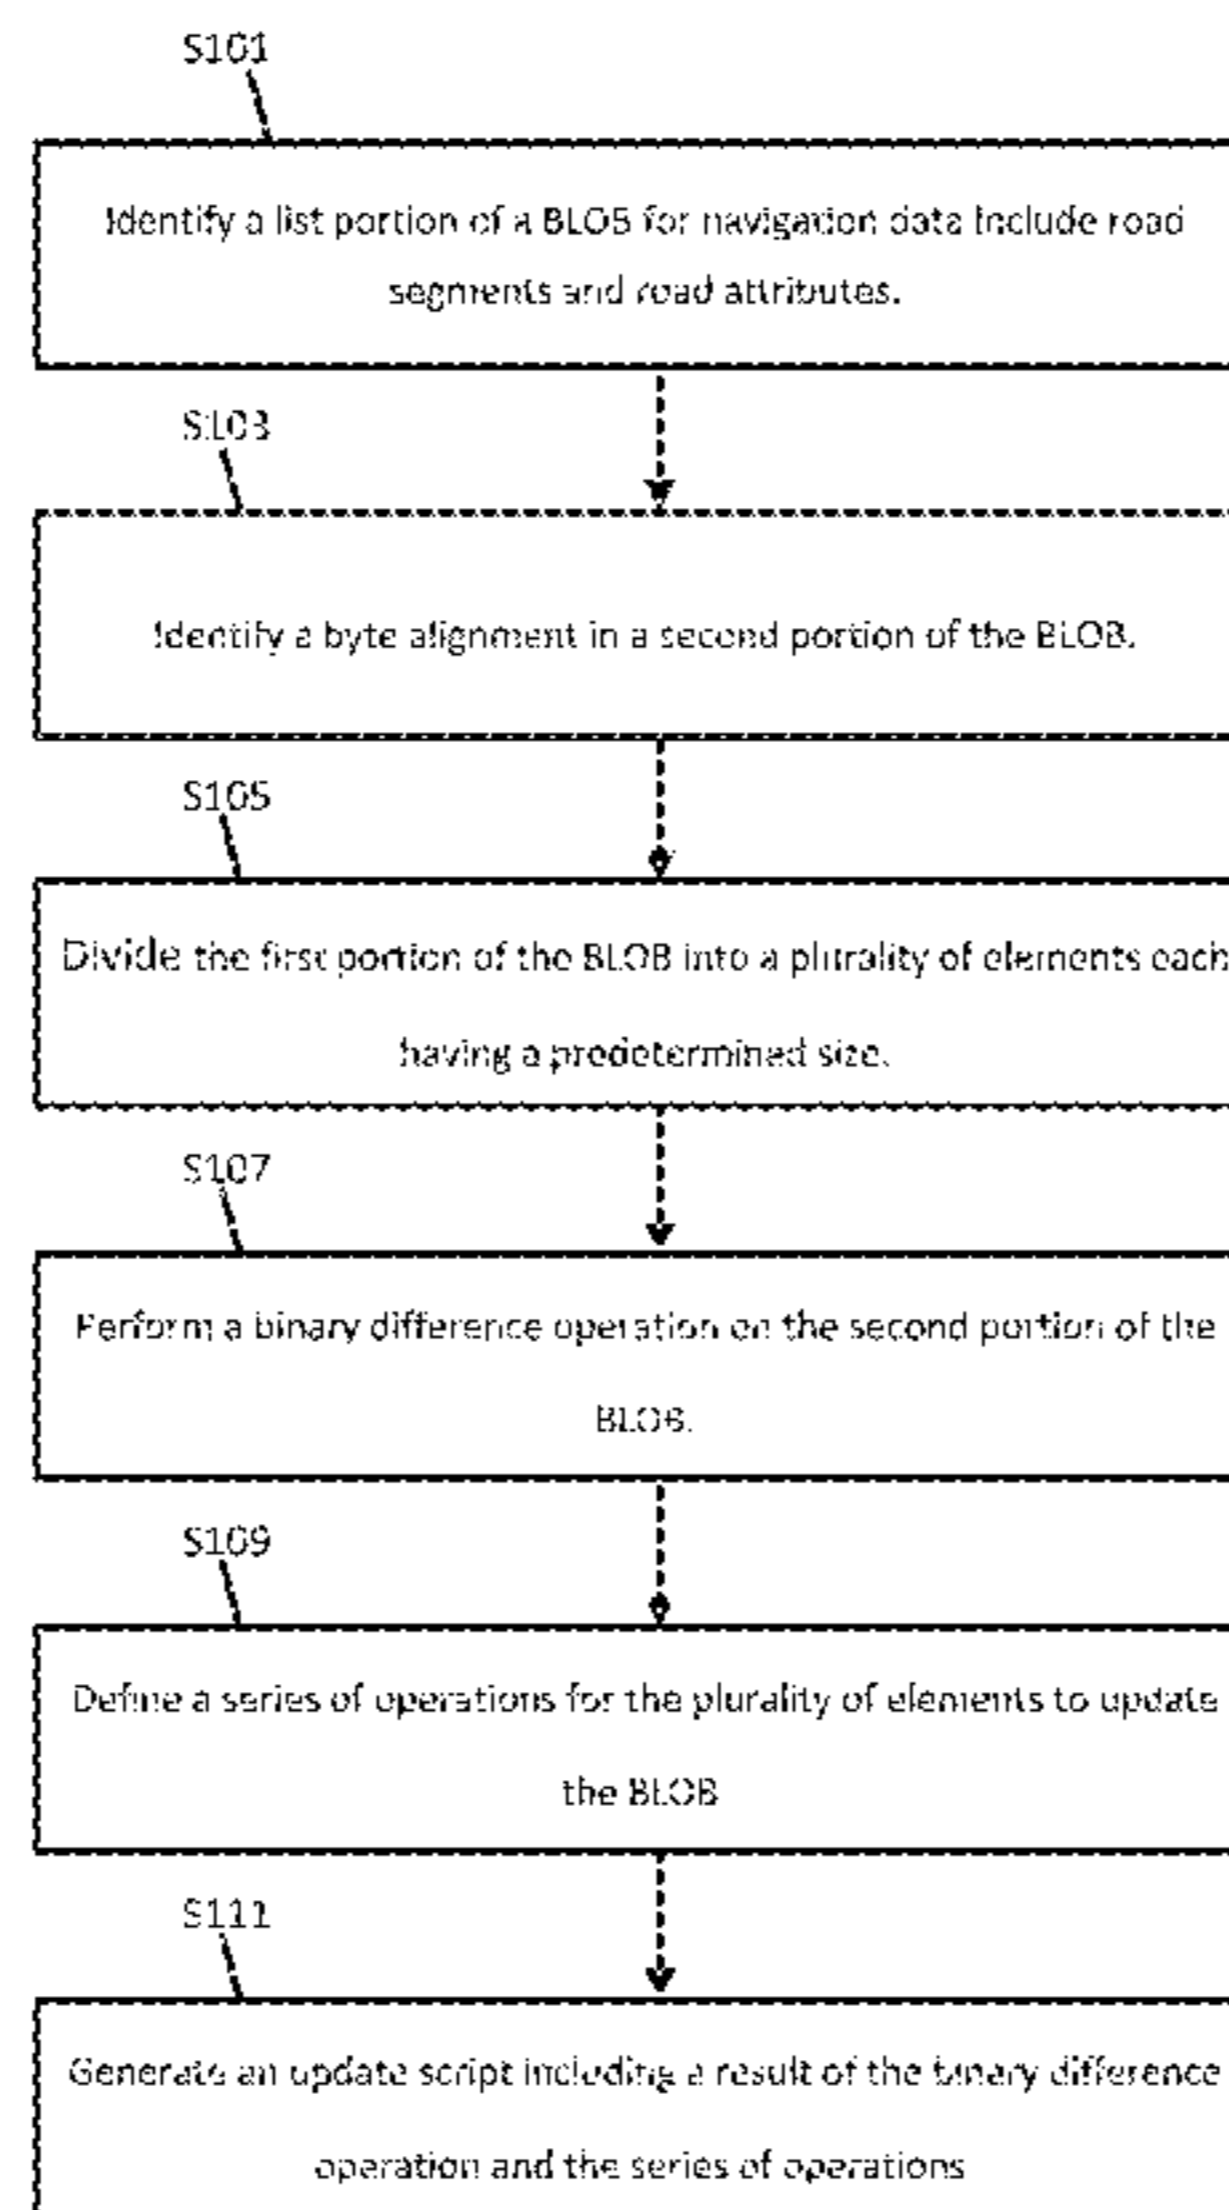 S101
Identify a list portion of a BLOB for navigation data include road
segments and road attributes.
S103
Identify a byte alignment in a second portion of the BLOB.
S105
Divide the first portion of the BLOB into a plurality of elements each
having a predetermined size.
S107
Perform a binary difference operation on the second portion of the
BLOB.
S109
Define a series of operations for the plurality of elements to update
the BLOB
S111
Generate an update script including a result of the binary difference
operation and the series of operations